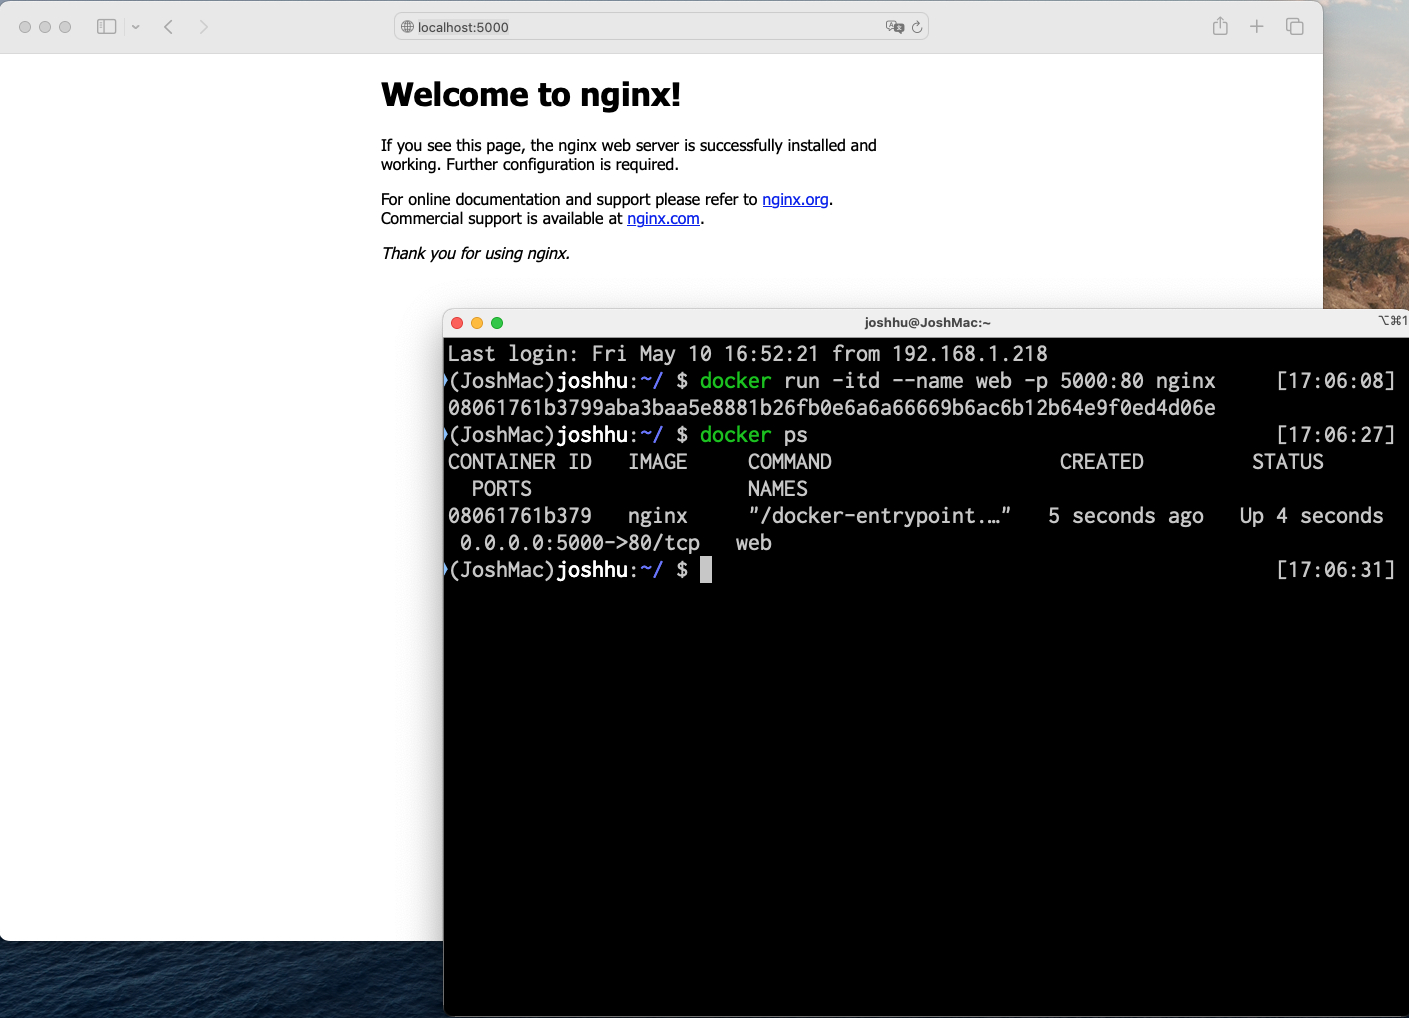 localhost:5000
Welcome to nginx!
If you see this page, the nginx web server is successfully installed and
working. Further configuration is required.
For online documentation and support please refer to nginx.org.
Commercial support is available at nginx.com.
Thank you for using nginx.
joshhu@JoshMac:~
⌥⌘1
Last login: Fri May 10 16:52:21 from 192.168.1.218
(JoshMac)joshhu:~/ $ docker run -itd --name web -p 5000:80 nginx [17:06:08]
08061761b3799aba3baa5e8881b26fb0e6a6a66669b6ac6b12b64e9f0ed4d06e
(JoshMac)joshhu:~/ $ docker ps [17:06:27]
CONTAINER ID IMAGE COMMAND CREATED STATUS
PORTS NAMES
08061761b379 nginx "/docker-entrypoint.…" 5 seconds ago Up 4 seconds
0.0.0.0:5000->80/tcp web
(JoshMac)joshhu:~/ $ [17:06:31]